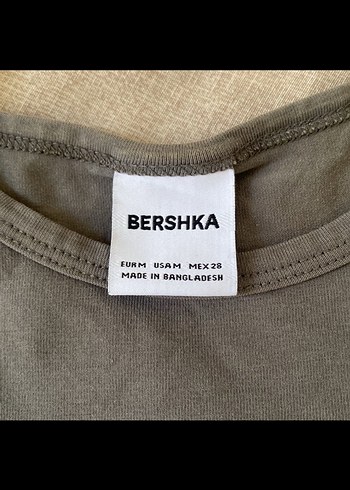 BERSHKA
EUR M USA M MEX 28
MADE IN BANGLADESH